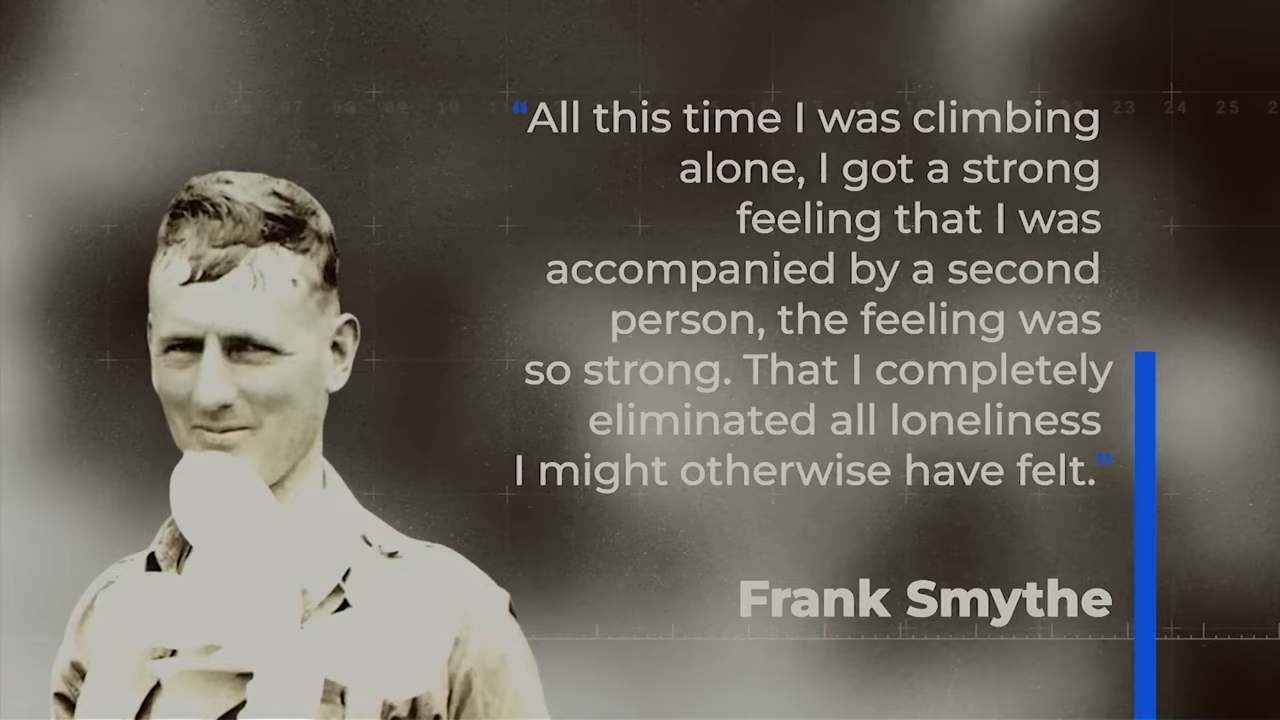 “All this time I was climbing
alone, I got a strong
feeling that I was
accompanied by a second
person, the feeling was
so strong. That I completely
eliminated all loneliness
I might otherwise have felt.”
Frank Smythe